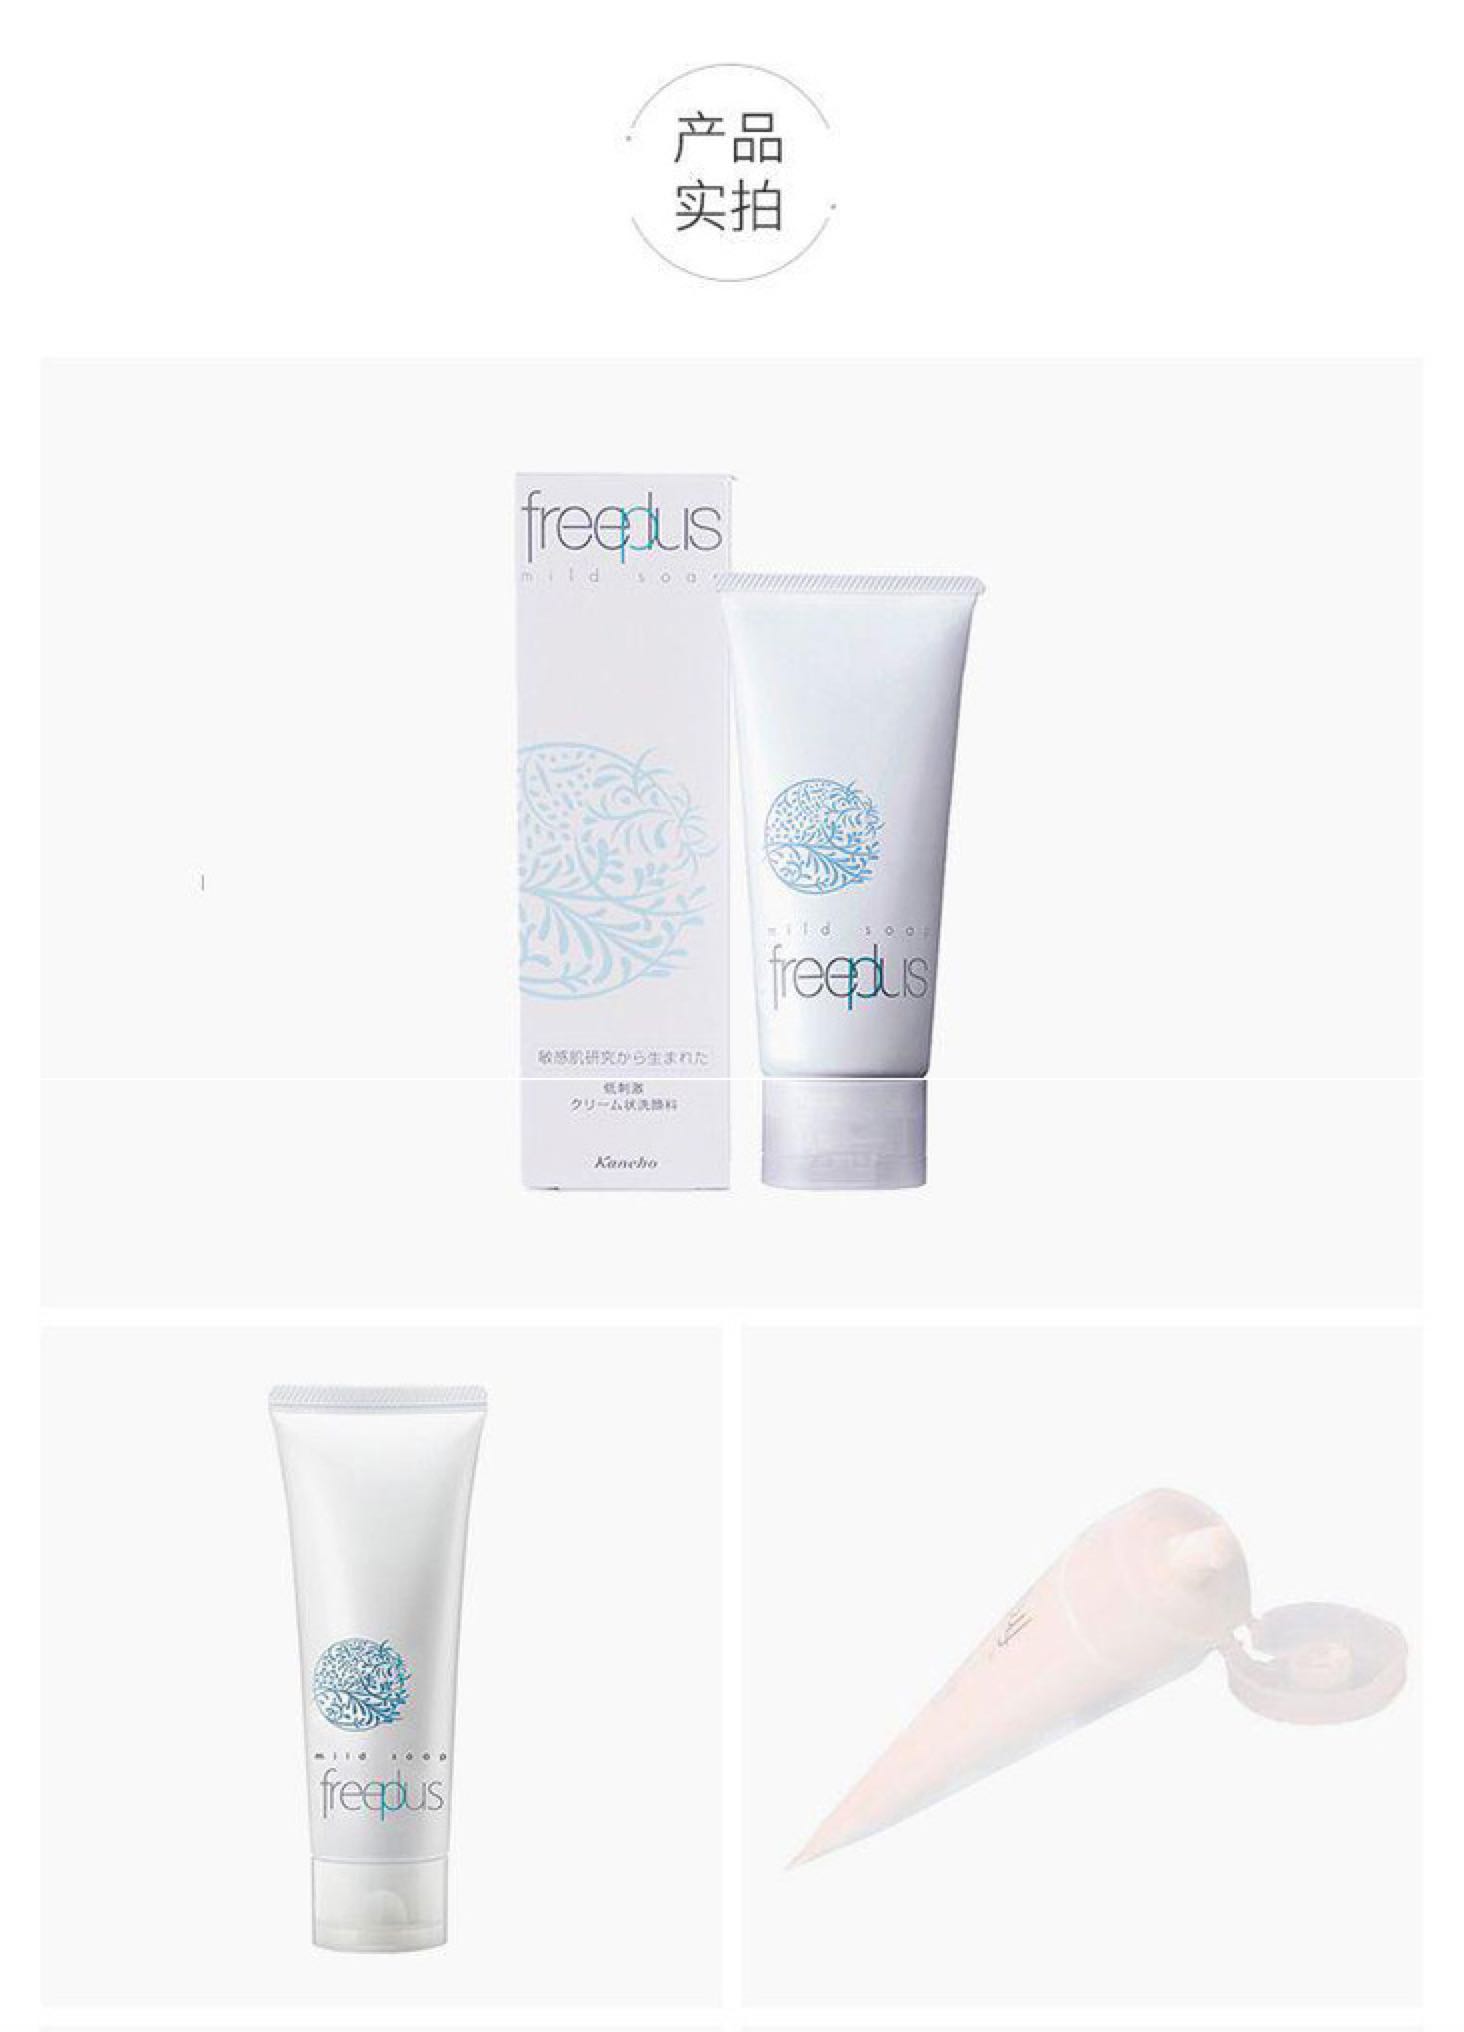 产品
实拍
freeplus
mild soap
mild soap
freeplus
敏感肌研究から生まれた
低刺激
クリーム状洗顔料
Kanebo
mild soap
freeplus